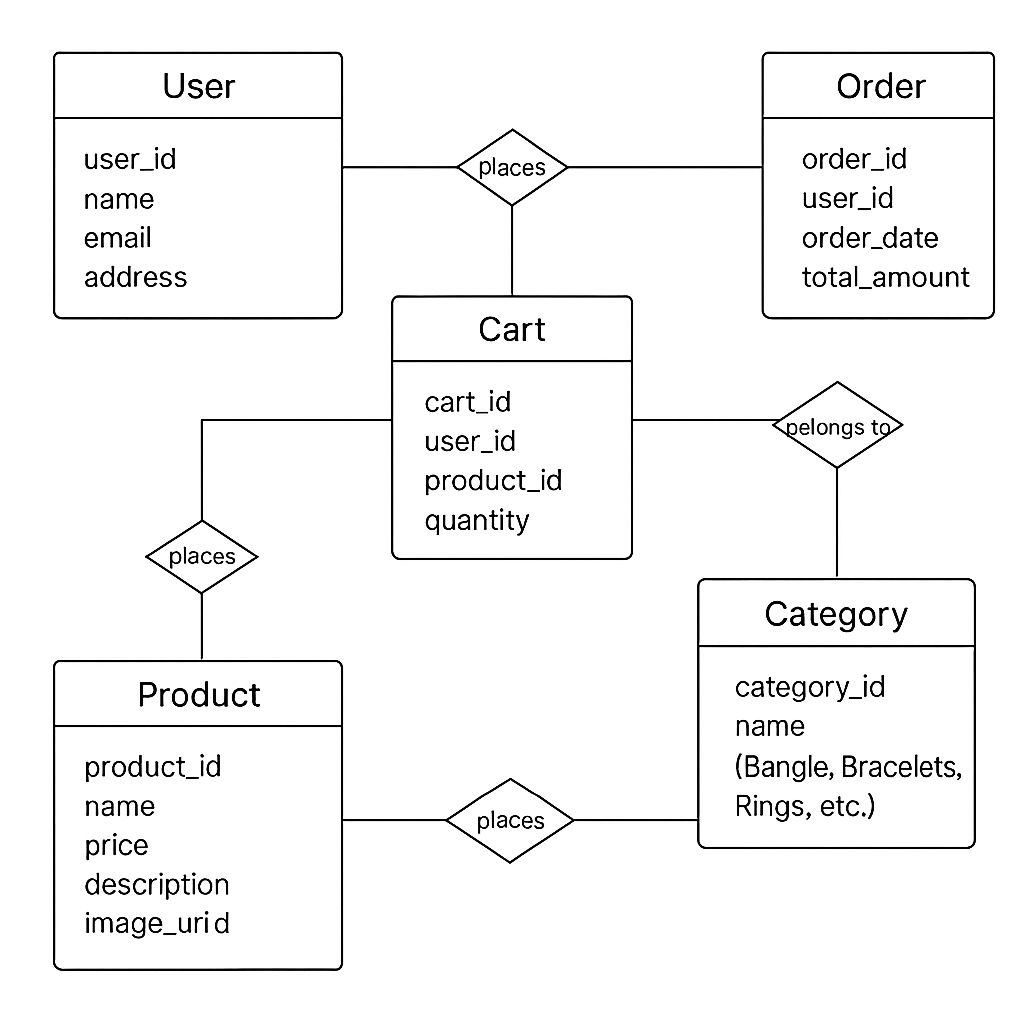 User
user_id
name
email
address
places
Order
order_id
user_id
order_date
total_amount
Cart
cart_id
user_id
product_id
quantity
pelongs to
places
Product
product_id
name
price
description
image_uri d
places
Category
category_id
name
(Bangle, Bracelets,
Rings, etc.)